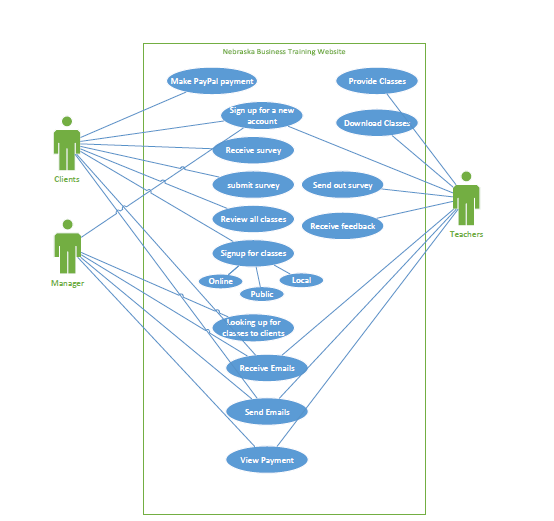 Nebraska Business Training Website
Make PayPal payment
Provide Classes
Sign up for a new
account
Download Classes
Clients
Receive survey
submit survey
Send out survey
Review all classes
Receive feedback
Teachers
Manager
Signup for classes
Online
Local
Public
Looking up for
classes to clients
Receive Emails
Send Emails
View Payment